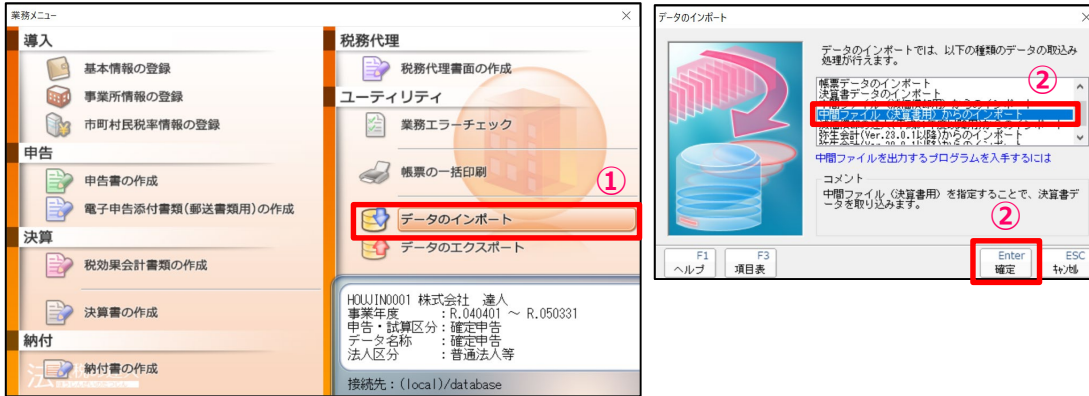 業務メニュー
導入
基本情報の登録
事業所情報の登録
市町村民税率情報の登録
申告
申告書の作成
電子申告添付書類(郵送書類用)の作成
決算
税効果会計書類の作成
決算書の作成
納付
納付書の作成
税務代理
税務代理書面の作成
ユーティリティ
業務エラーチェック
帳票の一括印刷
①
データのインポート
データのエクスポート
HOUJIN0001 株式会社 達人
事業年度 :R.040401 ～ R.050331
申告・試算区分:確定申告
データ名称 :確定申告
法人区分 :普通法人等
接続先:(local)/database
データのインポート
データのインポートでは、以下の種類のデータの取込み
処理が行えます。
②
帳票データのインポート
決算書データのインポート
中間ファイル（決算書用）からのインポート
弥生会計(Ver.23.0.1以降)からのインポート
中間ファイルを出力するプログラムを入手するには
コメント
中間ファイル（決算書用）を指定することで、決算書デ
ータを取り込みます。
②
F1
ヘルプ
F3
項目表
Enter
確定
ESC
ｷｬﾝｾﾙ